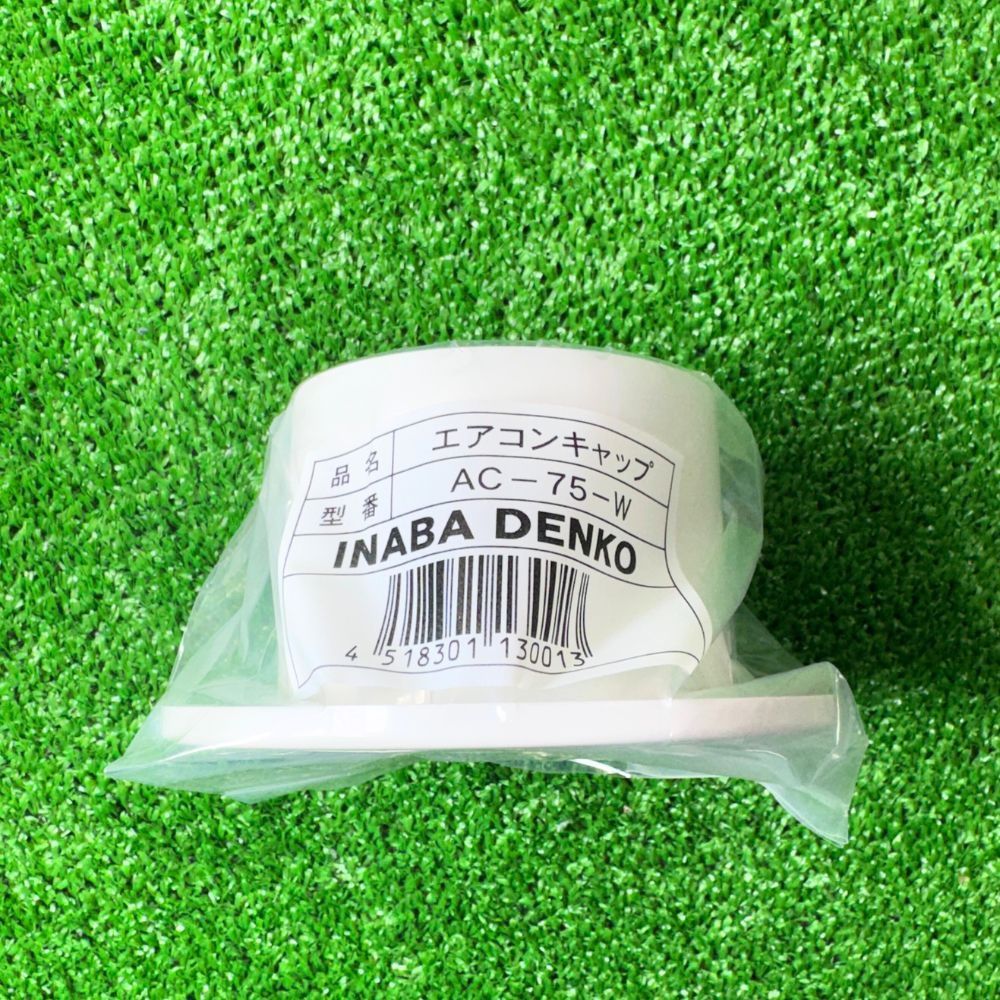 品名 エアコンキャップ
型番 AC-75-W
INABA DENKO
4 518301 130013